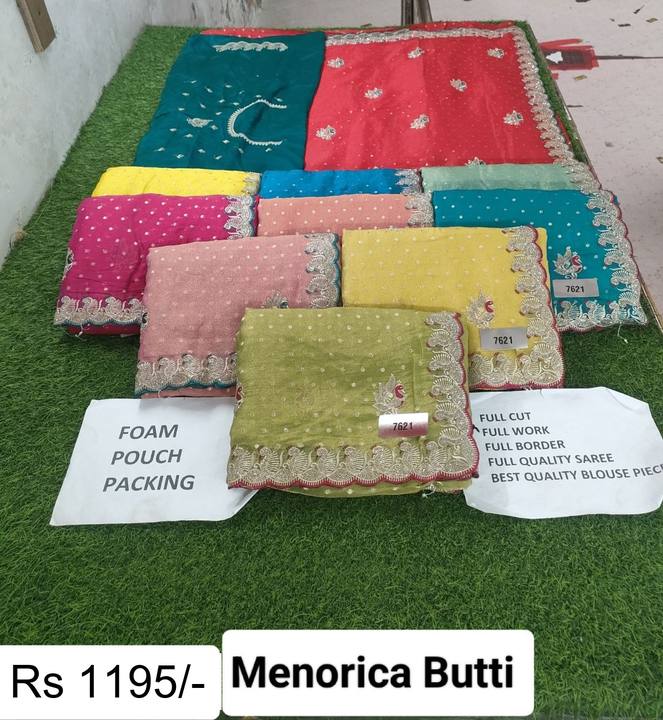 7621
7621
7621
FOAM
POUCH
PACKING
FULL CUT
FULL WORK
FULL BORDER
FULL QUALITY SAREE
BEST QUALITY BLOUSE PIEC
Rs 1195/-
Menorica Butti